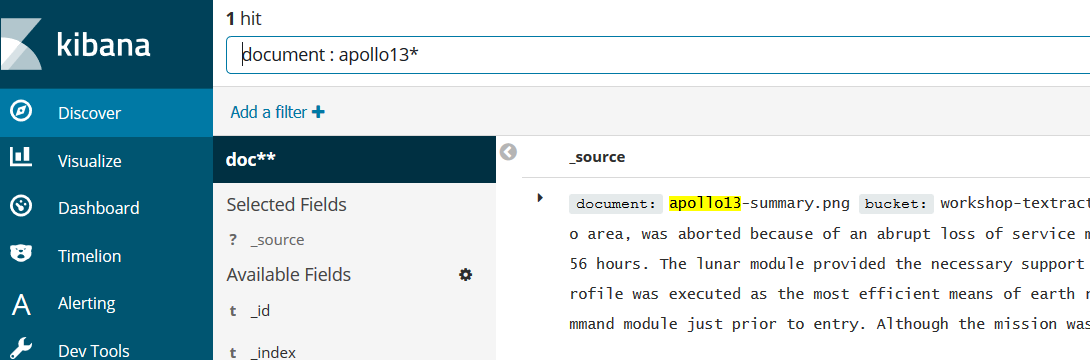 kibana
Discover
Visualize
Dashboard
Timelion
A Alerting
Dev Tools
1 hit
document : apollo13*
Add a filter +
doc**
Selected Fields
? _source
Available Fields
t _id
t _index
_source
document: apollo13-summary.png bucket: workshop-textract
o area, was aborted because of an abrupt loss of service m
56 hours. The lunar module provided the necessary support
rofile was executed as the most efficient means of earth r
mmand module just prior to entry. Although the mission was